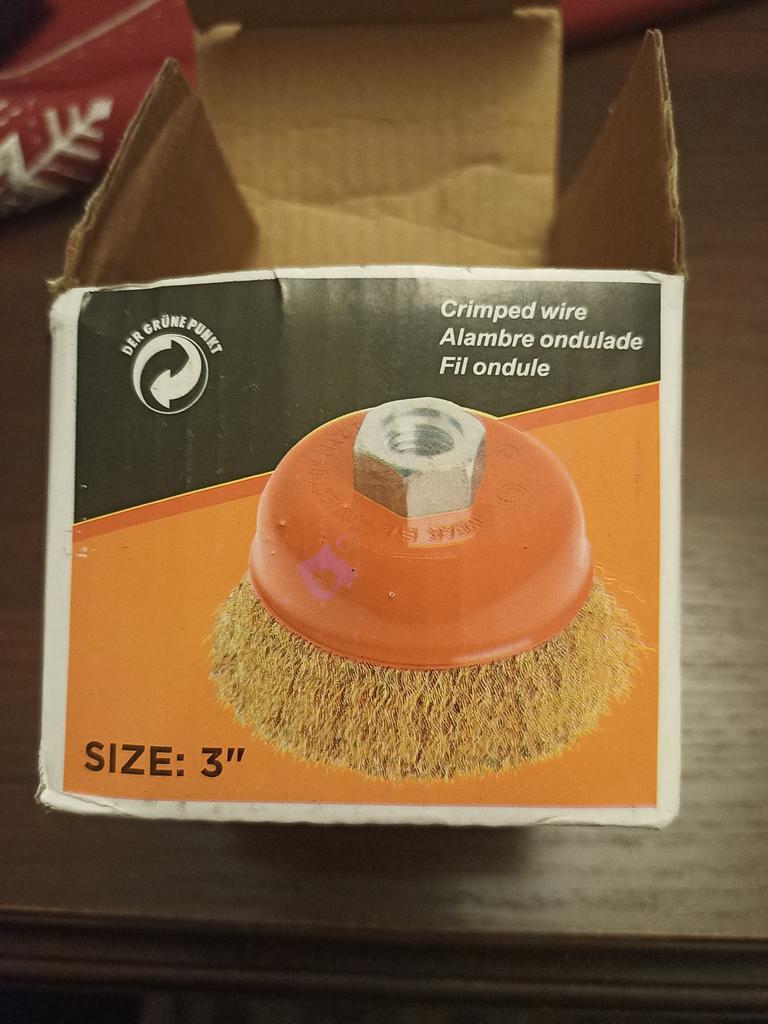 DER GRÜNE PUNKT
Crimped wire
Alambre ondulade
Fil ondule
SIZE: 3"